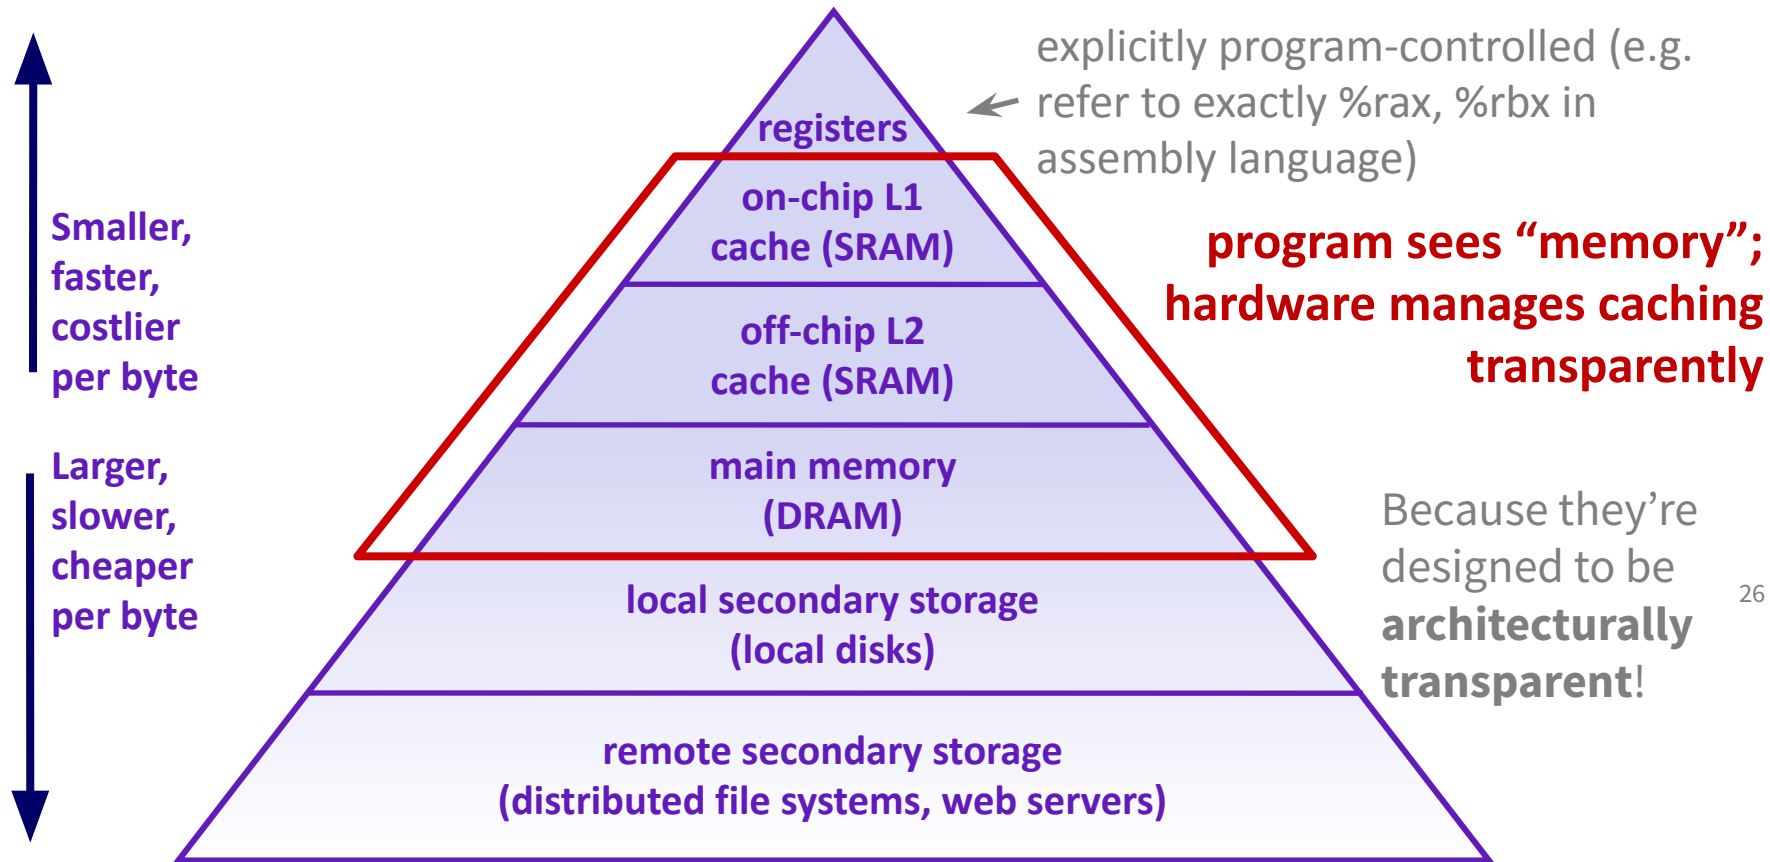 explicitly program-controlled (e.g.
refer to exactly %rax, %rbx in
assembly language)
registers
on-chip L1
cache (SRAM)
program sees “memory”;
hardware manages caching
transparently
Smaller,
faster,
costlier
per byte
off-chip L2
cache (SRAM)
Larger,
slower,
cheaper
per byte
main memory
(DRAM)
Because they’re
designed to be
architecturally
transparent!
26
local secondary storage
(local disks)
remote secondary storage
(distributed file systems, web servers)